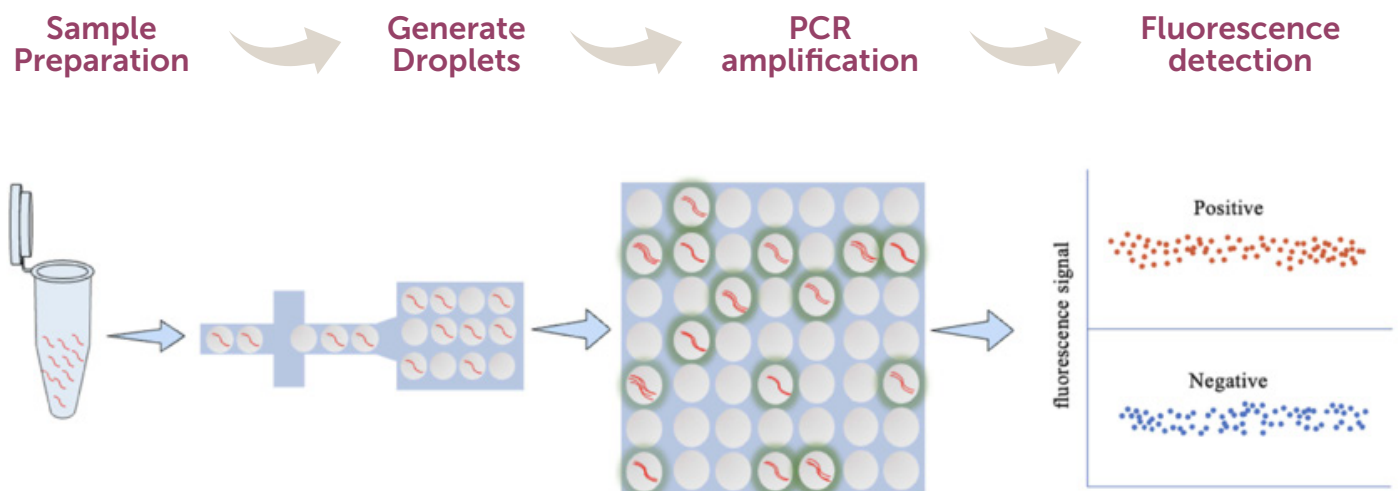 Sample
Preparation
Generate
Droplets
PCR
amplification
Fluorescence
detection
Positive
fluorescence signal
Negative